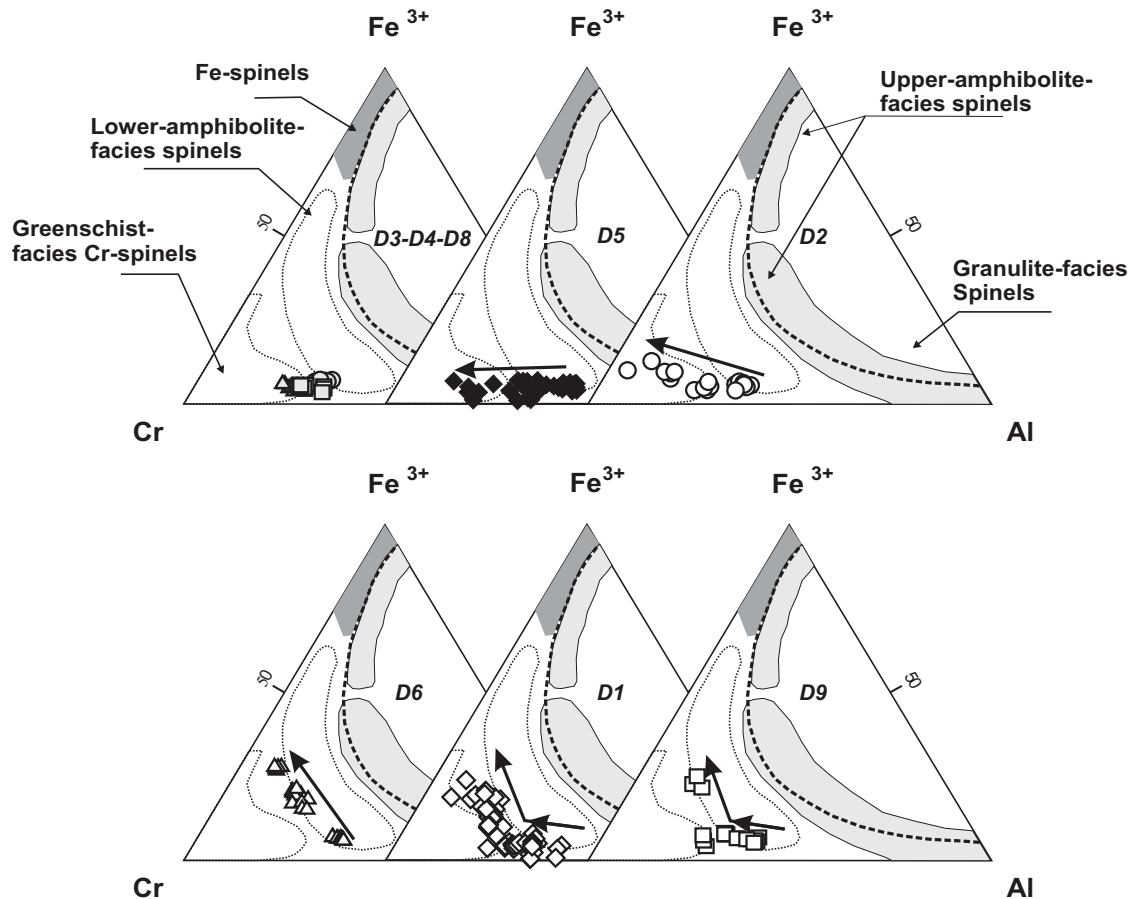 Fe 3+ Fe3+ Fe 3+
Fe-spinels
Upper-amphibolite-
facies spinels
Lower-amphibolite-
facies spinels
50
50
Greenschist-
facies Cr-spinels
D3-D4-D8
D5
D2
Granulite-facies
Spinels
Cr
Al
Fe 3+ Fe3+ Fe 3+
50
50
D6
D1
D9
Cr
Al